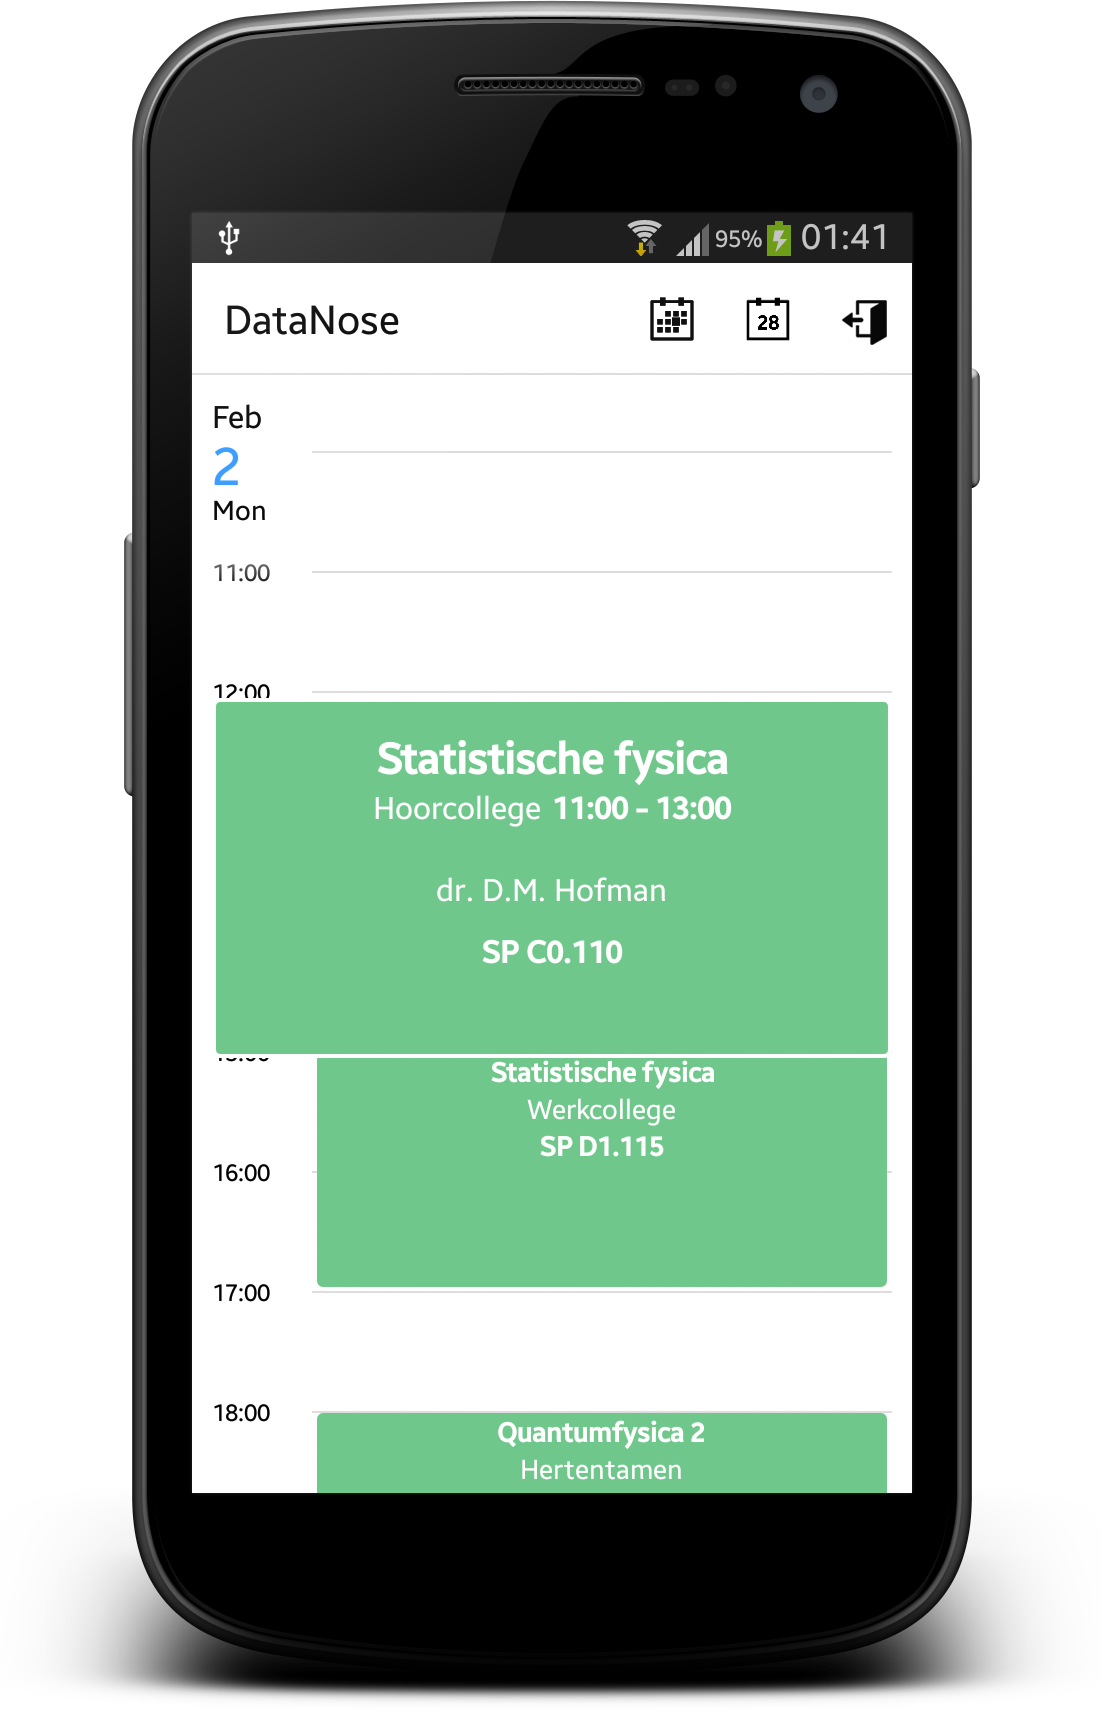 95% 01:41
DataNose
28
Feb
2
Mon
11:00
12:00
Statistische fysica
Hoorcollege 11:00 - 13:00
dr. D.M. Hofman
SP C0.110
Statistische fysica
Werkcollege
SP D1.115
16:00
17:00
18:00
Quantumfysica 2
Hertentamen